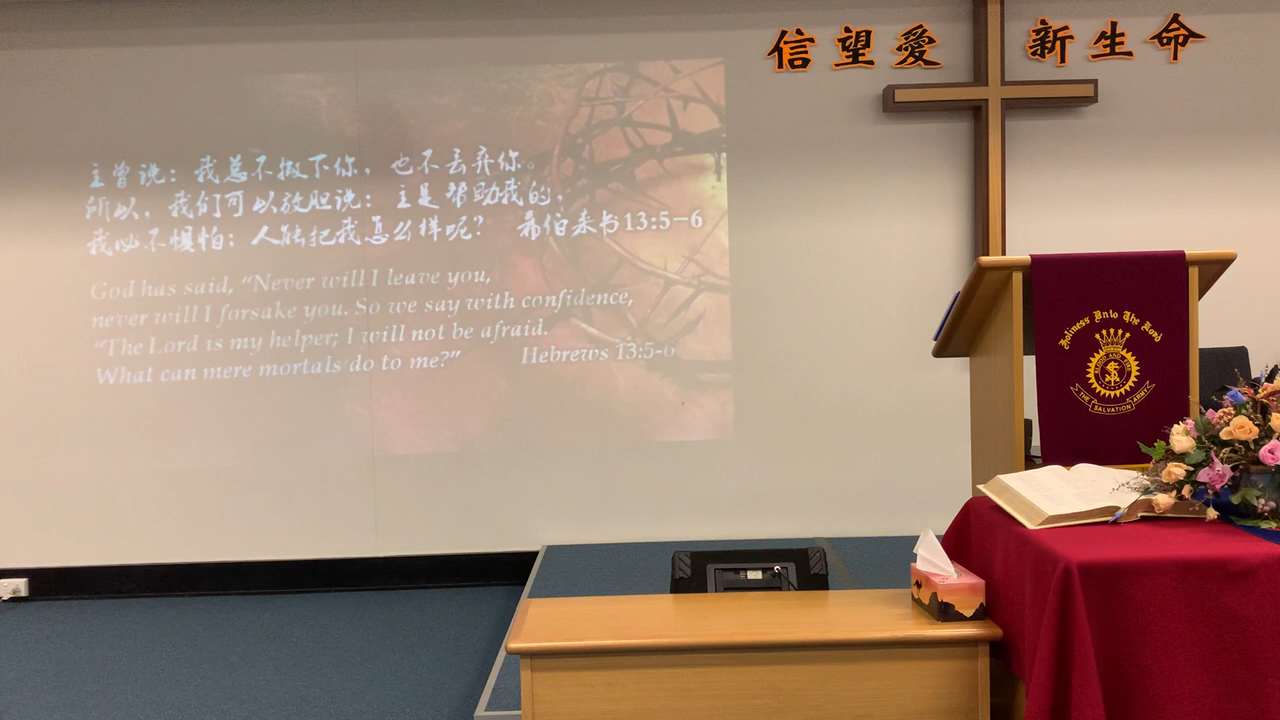 信望愛 新生命
主曾说：我总不撇下你，也不丢弃你。
所以，我们可以放胆说：主是帮助我的；
我必不惧怕；人能把我怎么样呢？ 希伯来书13:5-6
God has said, “Never will I leave you,
never will I forsake you. So we say with confidence,
“The Lord is my helper; I will not be afraid.
What can mere mortals do to me?” Hebrews 13:5-6
Holiness Unto The Lord
BLOOD AND FIRE
THE SALVATION ARMY